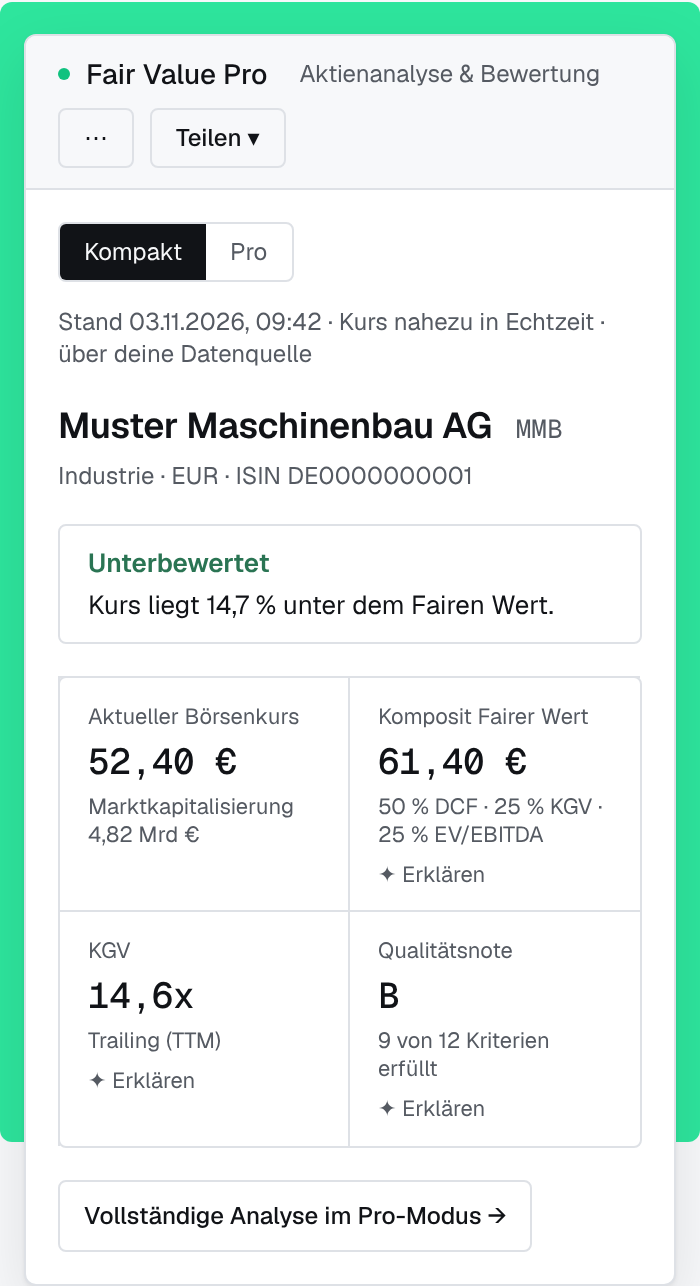 Fair Value Pro Aktienanalyse & Bewertung
··· Teilen ▾
Kompakt Pro
Stand 03.11.2026, 09:42 · Kurs nahezu in Echtzeit ·
über deine Datenquelle
Muster Maschinenbau AG MMB
Industrie · EUR · ISIN DE0000000001
Unterbewertet
Kurs liegt 14,7 % unter dem Fairen Wert.
Aktueller Börsenkurs
52,40 €
Marktkapitalisierung
4,82 Mrd €
Komposit Fairer Wert
61,40 €
50 % DCF · 25 % KGV ·
25 % EV/EBITDA
✦ Erklären
KGV
14,6x
Trailing (TTM)
✦ Erklären
Qualitätsnote
B
9 von 12 Kriterien
erfüllt
✦ Erklären
Vollständige Analyse im Pro-Modus →